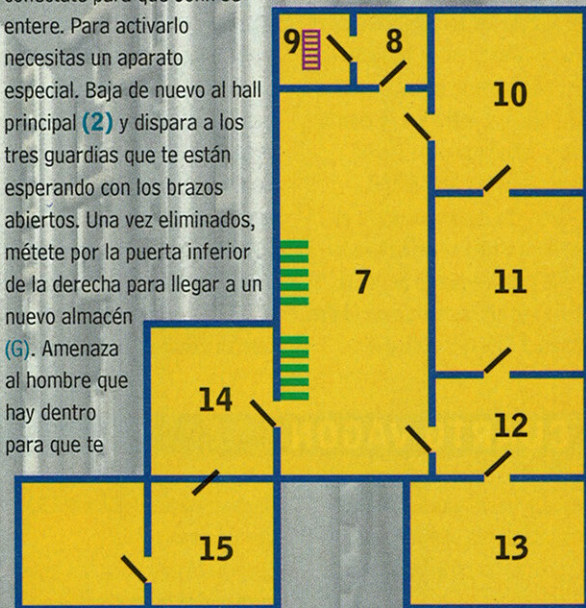 entere. Para activarlo
necesitas un aparato
especial. Baja de nuevo al hall
principal (2) y dispara a los
tres guardias que te están
esperando con los brazos
abiertos. Una vez eliminados,
métete por la puerta inferior
de la derecha para llegar a un
nuevo almacén
(G). Amenaza
al hombre que
hay dentro
para que te
9
8
10
7
11
14
12
15
13